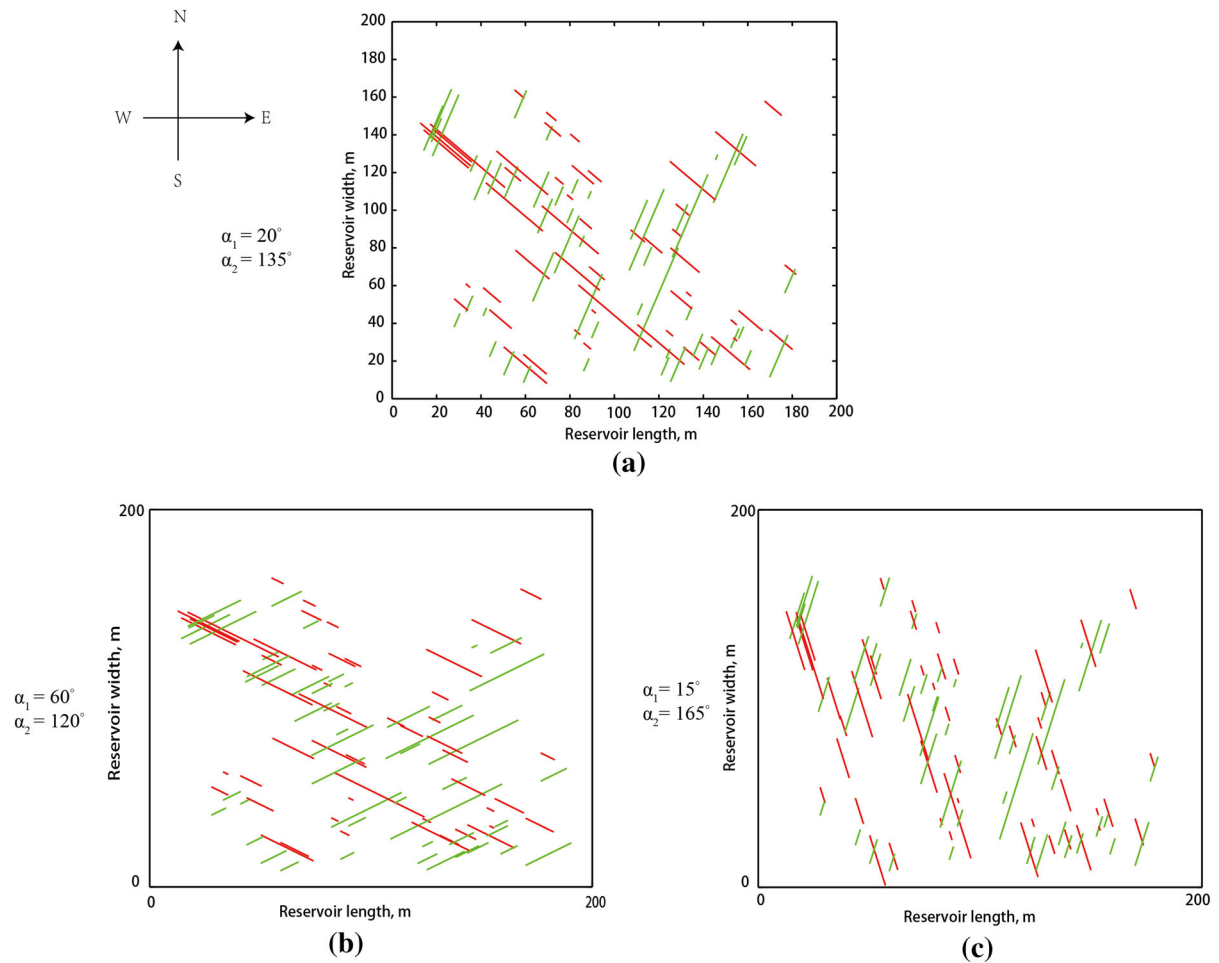 N
W E
S
α1 = 20°
α2 = 135°
200
180
160
140
120
100
80
60
40
20
0
Reservoir width, m
0 20 40 60 80 100 120 140 160 180 200
Reservoir length, m
(a)
α1 = 60°
α2 = 120°
200
Reservoir width, m
0
0 200
Reservoir length, m
(b)
α1 = 15°
α2 = 165°
200
Reservoir width, m
0
0 200
Reservoir length, m
(c)